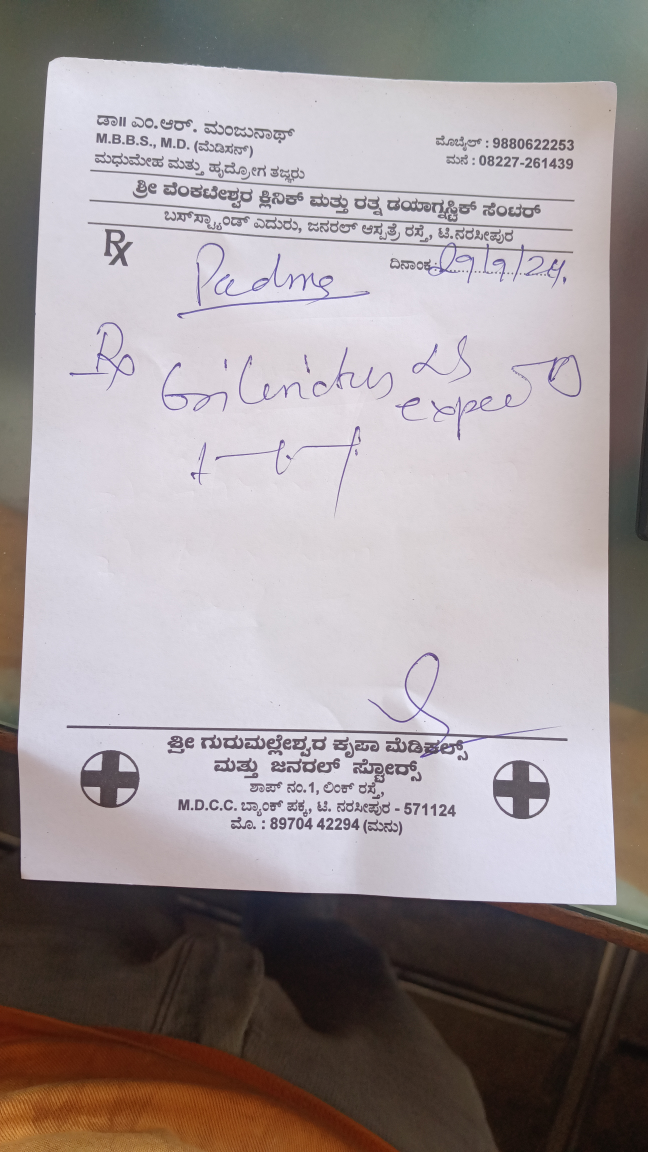 ಡಾ॥ ಎಂ.ಆರ್. ಮಂಜುನಾಥ್
M.B.B.S., M.D. (ಮೆಡಿಸನ್)
ಮಧುಮೇಹ ಮತ್ತು ಹೃದ್ರೋಗ ತಜ್ಞರು
ಮೊಬೈಲ್ : 9880622253
ಮನೆ : 08227-261439
ಶ್ರೀ ವೆಂಕಟೇಶ್ವರ ಕ್ಲಿನಿಕ್ ಮತ್ತು ರತ್ನ ಡಯಾಗ್ನಸ್ಟಿಕ್ ಸೆಂಟರ್
ಬಸ್‌ಸ್ಟ್ಯಾಂಡ್ ಎದುರು, ಜನರಲ್ ಆಸ್ಪತ್ರೆ ರಸ್ತೆ, ಟಿ.ನರಸೀಪುರ
Rx
ದಿನಾಂಕ: 29/9/24.
Padma
Rx
LS
ಶ್ರೀ ಗುರುಮಲ್ಲೇಶ್ವರ ಕೃಪಾ ಮೆಡಿಕಲ್ಸ್
ಮತ್ತು ಜನರಲ್ ಸ್ಟೋರ್ಸ್
ಶಾಪ್ ನಂ.1, ಲಿಂಕ್ ರಸ್ತೆ,
M.D.C.C. ಬ್ಯಾಂಕ್ ಪಕ್ಕ, ಟಿ. ನರಸೀಪುರ - 571124
ಮೊ. : 89704 42294 (ಮನು)